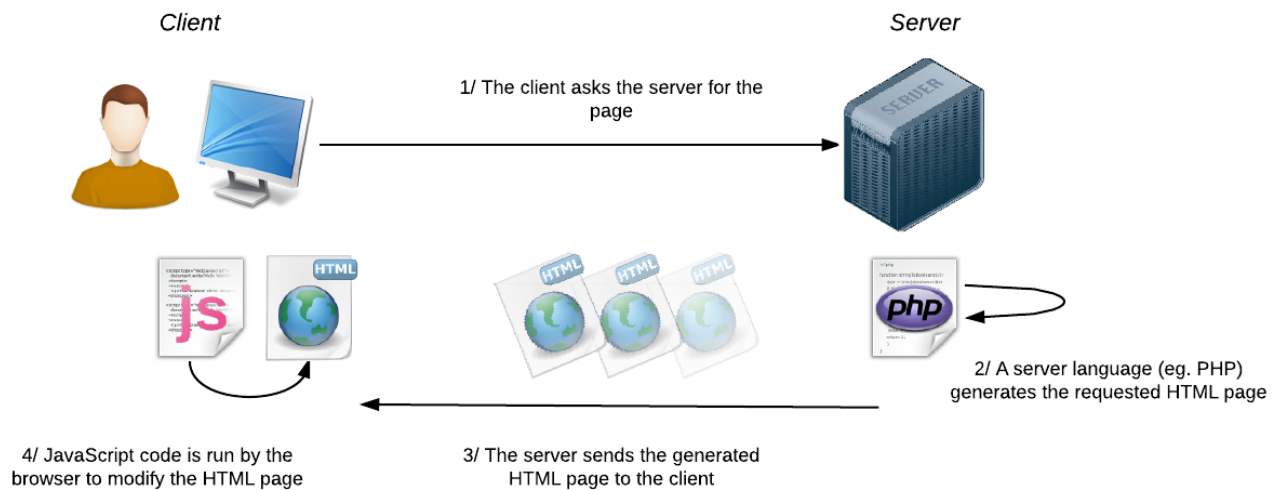 Client
Server
1/ The client asks the server for the
page
SERVER
js
HTML
HTML
HTML
HTML
<?php
php
2/ A server language (eg. PHP)
generates the requested HTML page
4/ JavaScript code is run by the
browser to modify the HTML page
3/ The server sends the generated
HTML page to the client